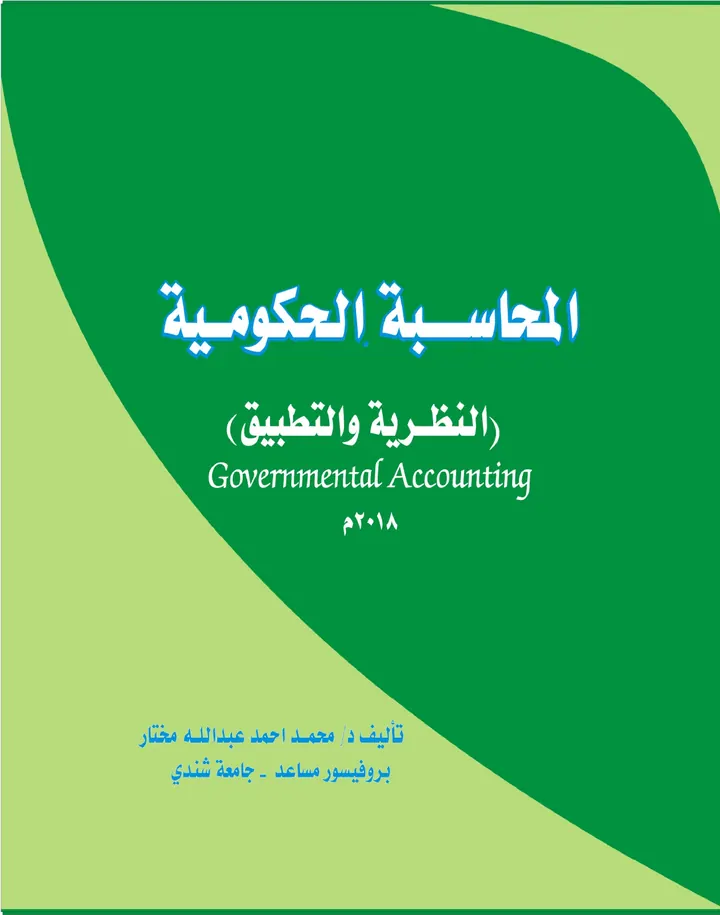 المحاسبة الحكومية
(النظرية والتطبيق)
Governmental Accounting
٢٠١٨م
تأليف د/ محمد احمد عبدالله مختار
بروفيسور مساعد - جامعة شندي